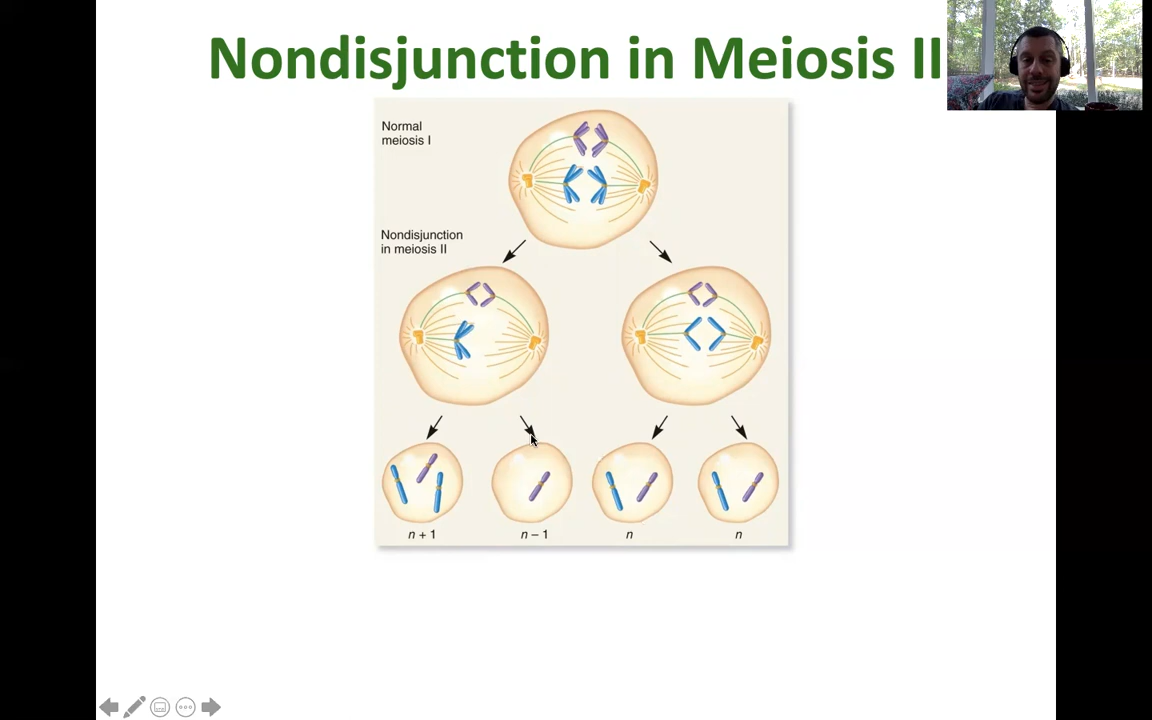 Nondisjunction in Meiosis II
Normal
meiosis I
Nondisjunction
in meiosis II
n + 1
n – 1
n
n